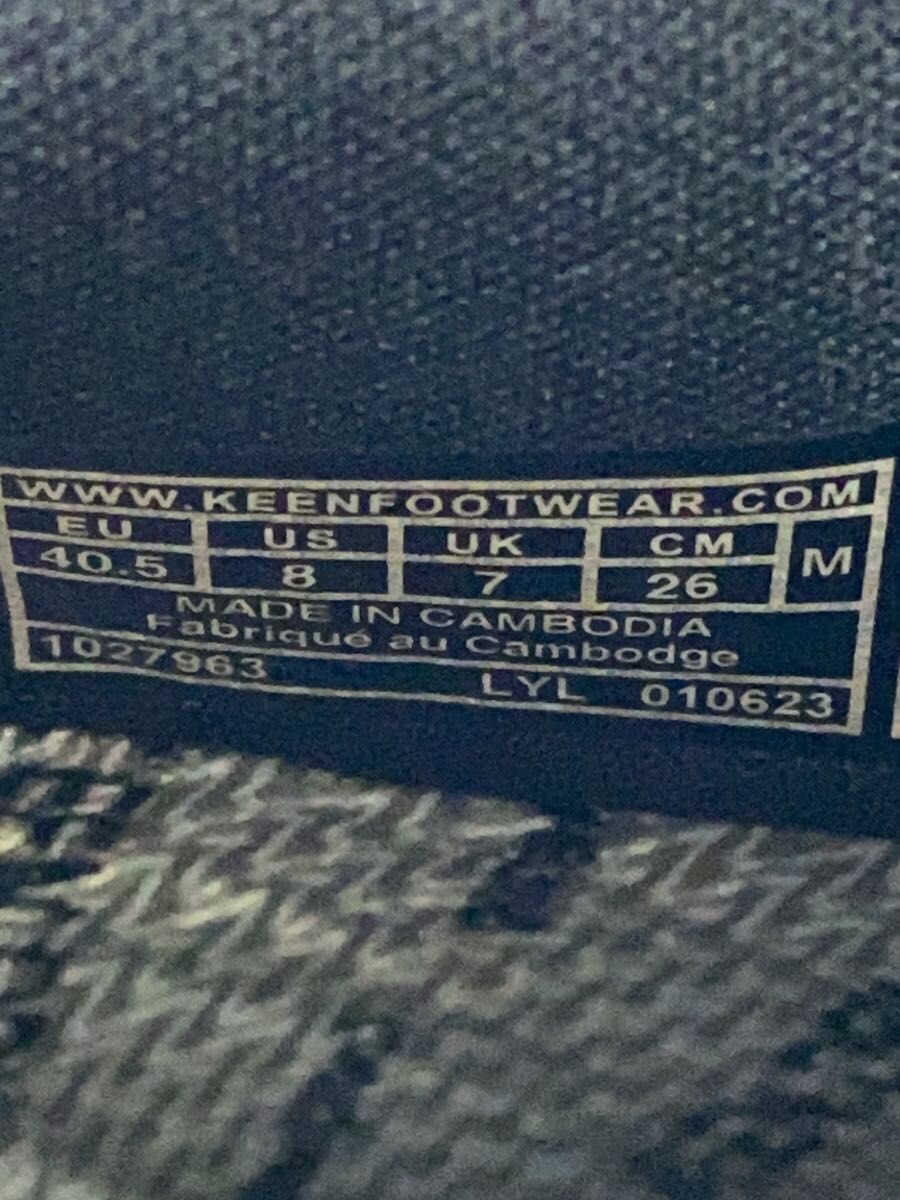 WWW.KEENFOOTWEAR.COM
EU US UK CM M
40.5 8 7 26
MADE IN CAMBODIA
Fabriqué au Cambodge
1027963 LYL 010623